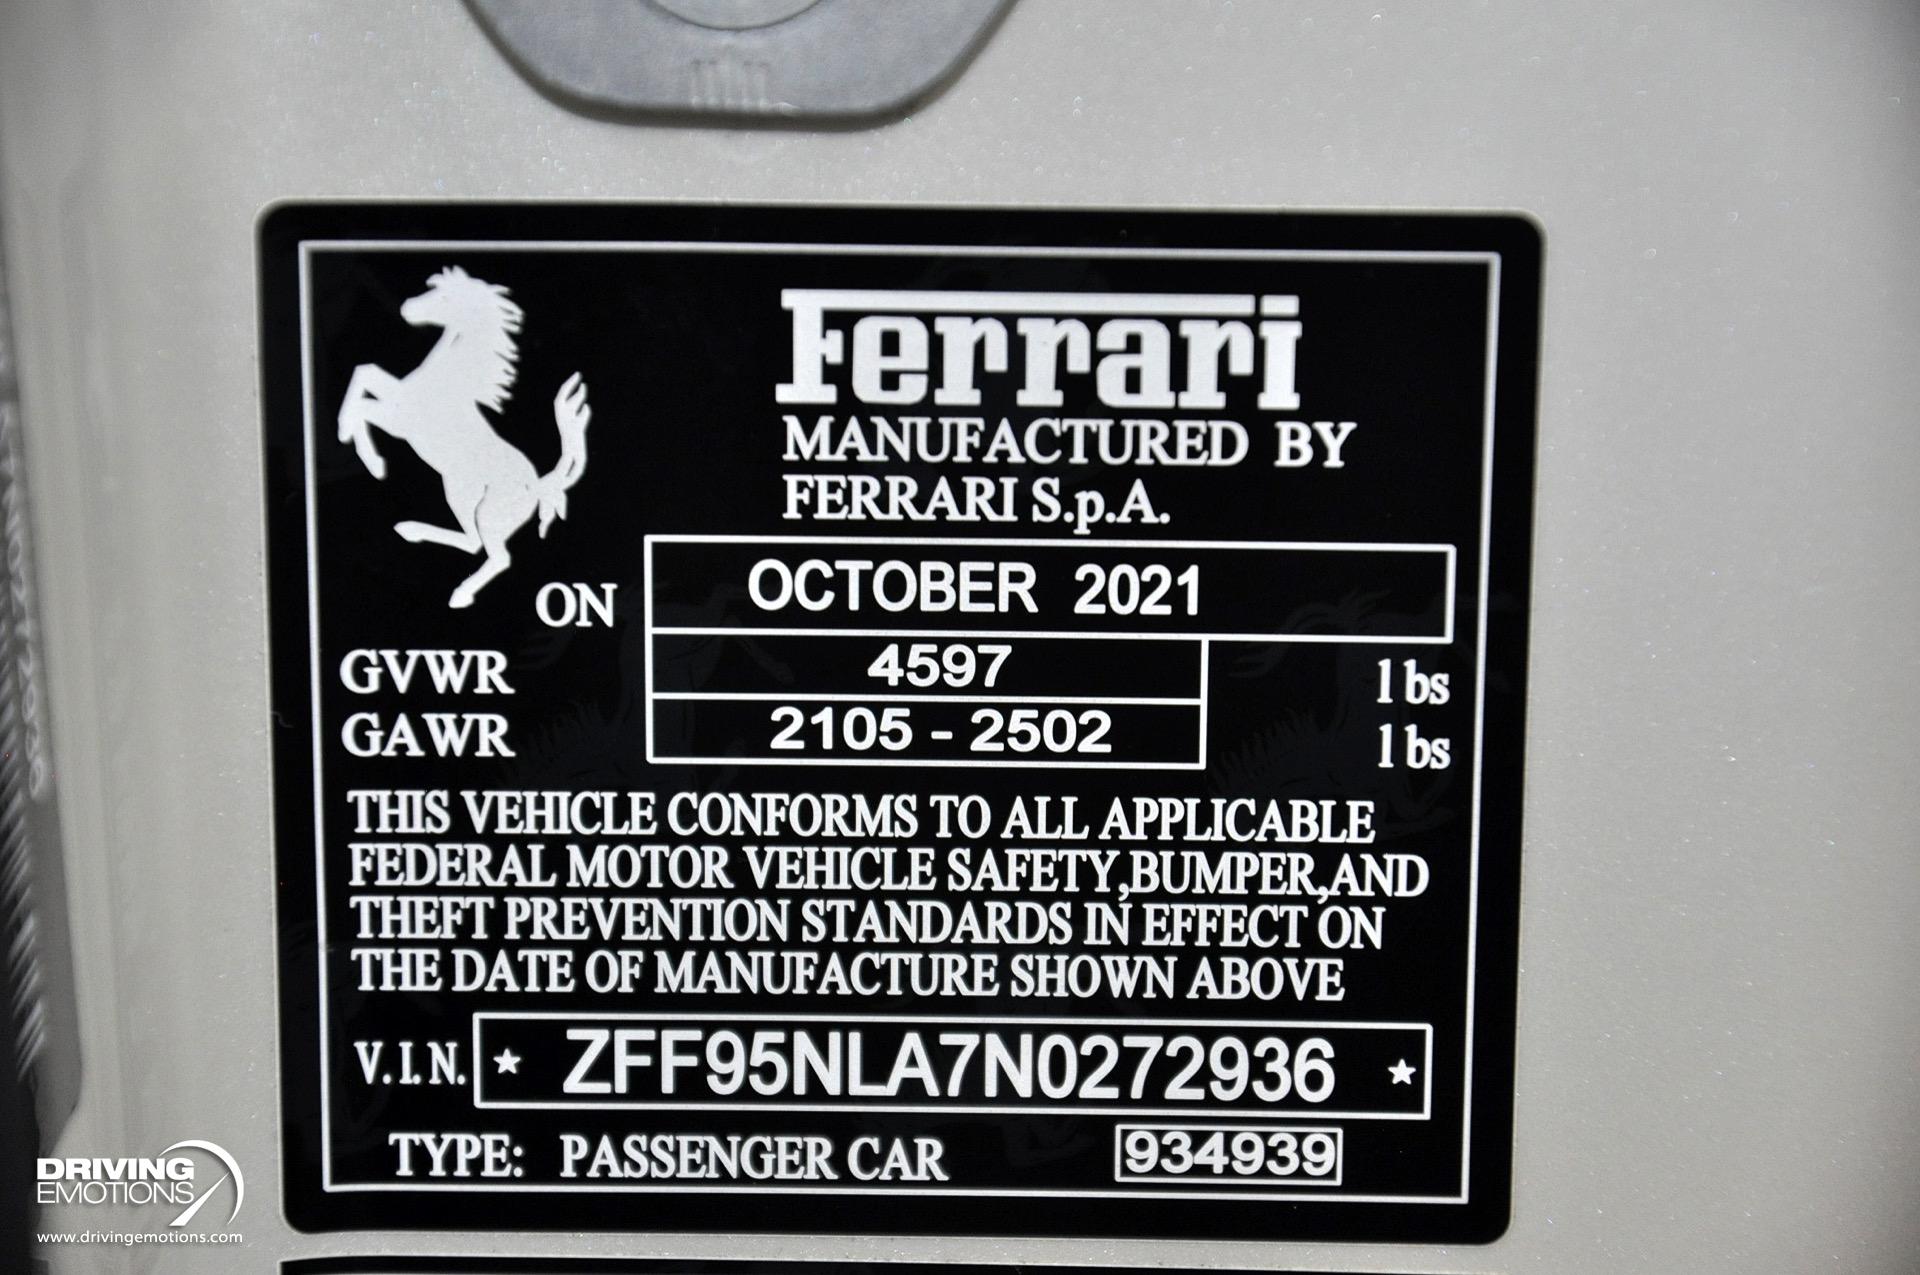 Ferrari
MANUFACTURED BY
FERRARI S.p.A.
ON OCTOBER 2021
GVWR 4597 lbs
GAWR 2105 - 2502 lbs
THIS VEHICLE CONFORMS TO ALL APPLICABLE
FEDERAL MOTOR VEHICLE SAFETY,BUMPER,AND
THEFT PREVENTION STANDARDS IN EFFECT ON
THE DATE OF MANUFACTURE SHOWN ABOVE
V.I.N. ★ ZFF95NLA7N0272936 ★
TYPE: PASSENGER CAR 934939
DRIVING
EMOTIONS
www.drivingemotions.com